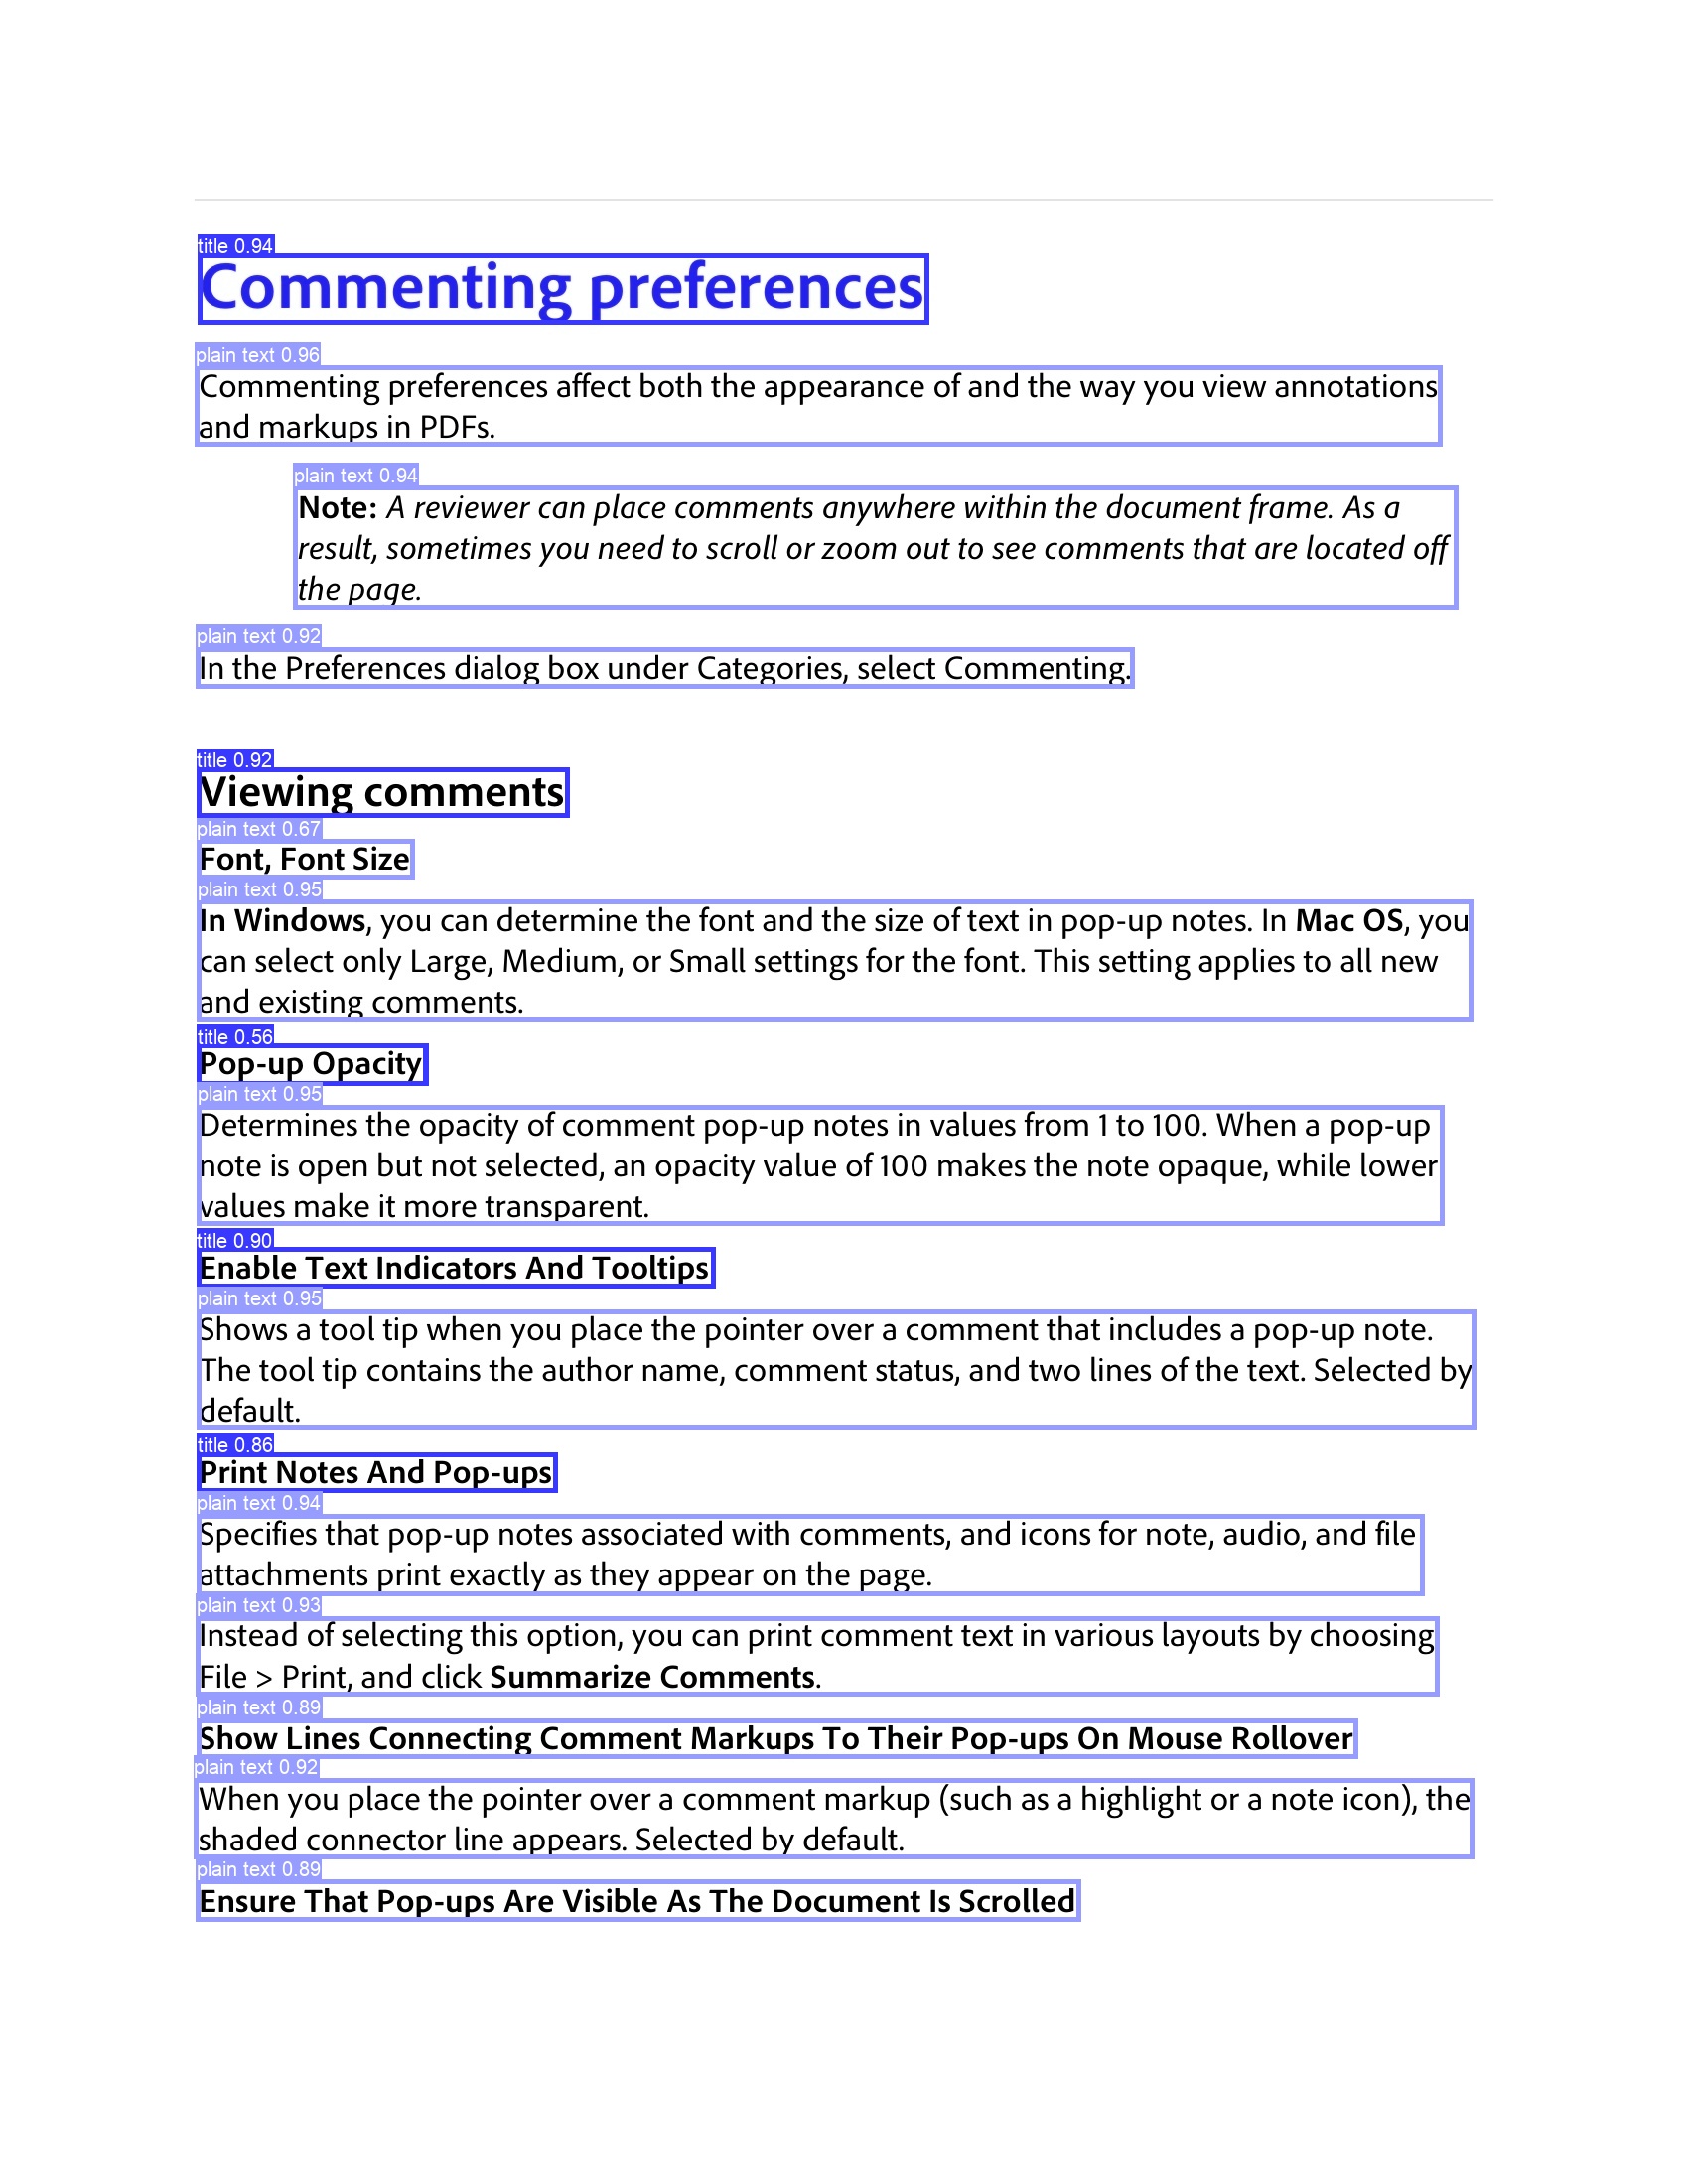 title 0.94
Commenting preferences
plain text 0.96
Commenting preferences affect both the appearance of and the way you view annotations
and markups in PDFs.
plain text 0.94
Note: A reviewer can place comments anywhere within the document frame. As a
result, sometimes you need to scroll or zoom out to see comments that are located off
the page.
plain text 0.92
In the Preferences dialog box under Categories, select Commenting.
title 0.92
Viewing comments
plain text 0.67
Font, Font Size
plain text 0.95
In Windows, you can determine the font and the size of text in pop-up notes. In Mac OS, you
can select only Large, Medium, or Small settings for the font. This setting applies to all new
and existing comments.
title 0.56
Pop-up Opacity
plain text 0.95
Determines the opacity of comment pop-up notes in values from 1 to 100. When a pop-up
note is open but not selected, an opacity value of 100 makes the note opaque, while lower
values make it more transparent.
title 0.90
Enable Text Indicators And Tooltips
plain text 0.95
Shows a tool tip when you place the pointer over a comment that includes a pop-up note.
The tool tip contains the author name, comment status, and two lines of the text. Selected by
default.
title 0.86
Print Notes And Pop-ups
plain text 0.94
Specifies that pop-up notes associated with comments, and icons for note, audio, and file
attachments print exactly as they appear on the page.
plain text 0.93
Instead of selecting this option, you can print comment text in various layouts by choosing
File > Print, and click Summarize Comments.
plain text 0.89
Show Lines Connecting Comment Markups To Their Pop-ups On Mouse Rollover
plain text 0.92
When you place the pointer over a comment markup (such as a highlight or a note icon), the
shaded connector line appears. Selected by default.
plain text 0.89
Ensure That Pop-ups Are Visible As The Document Is Scrolled